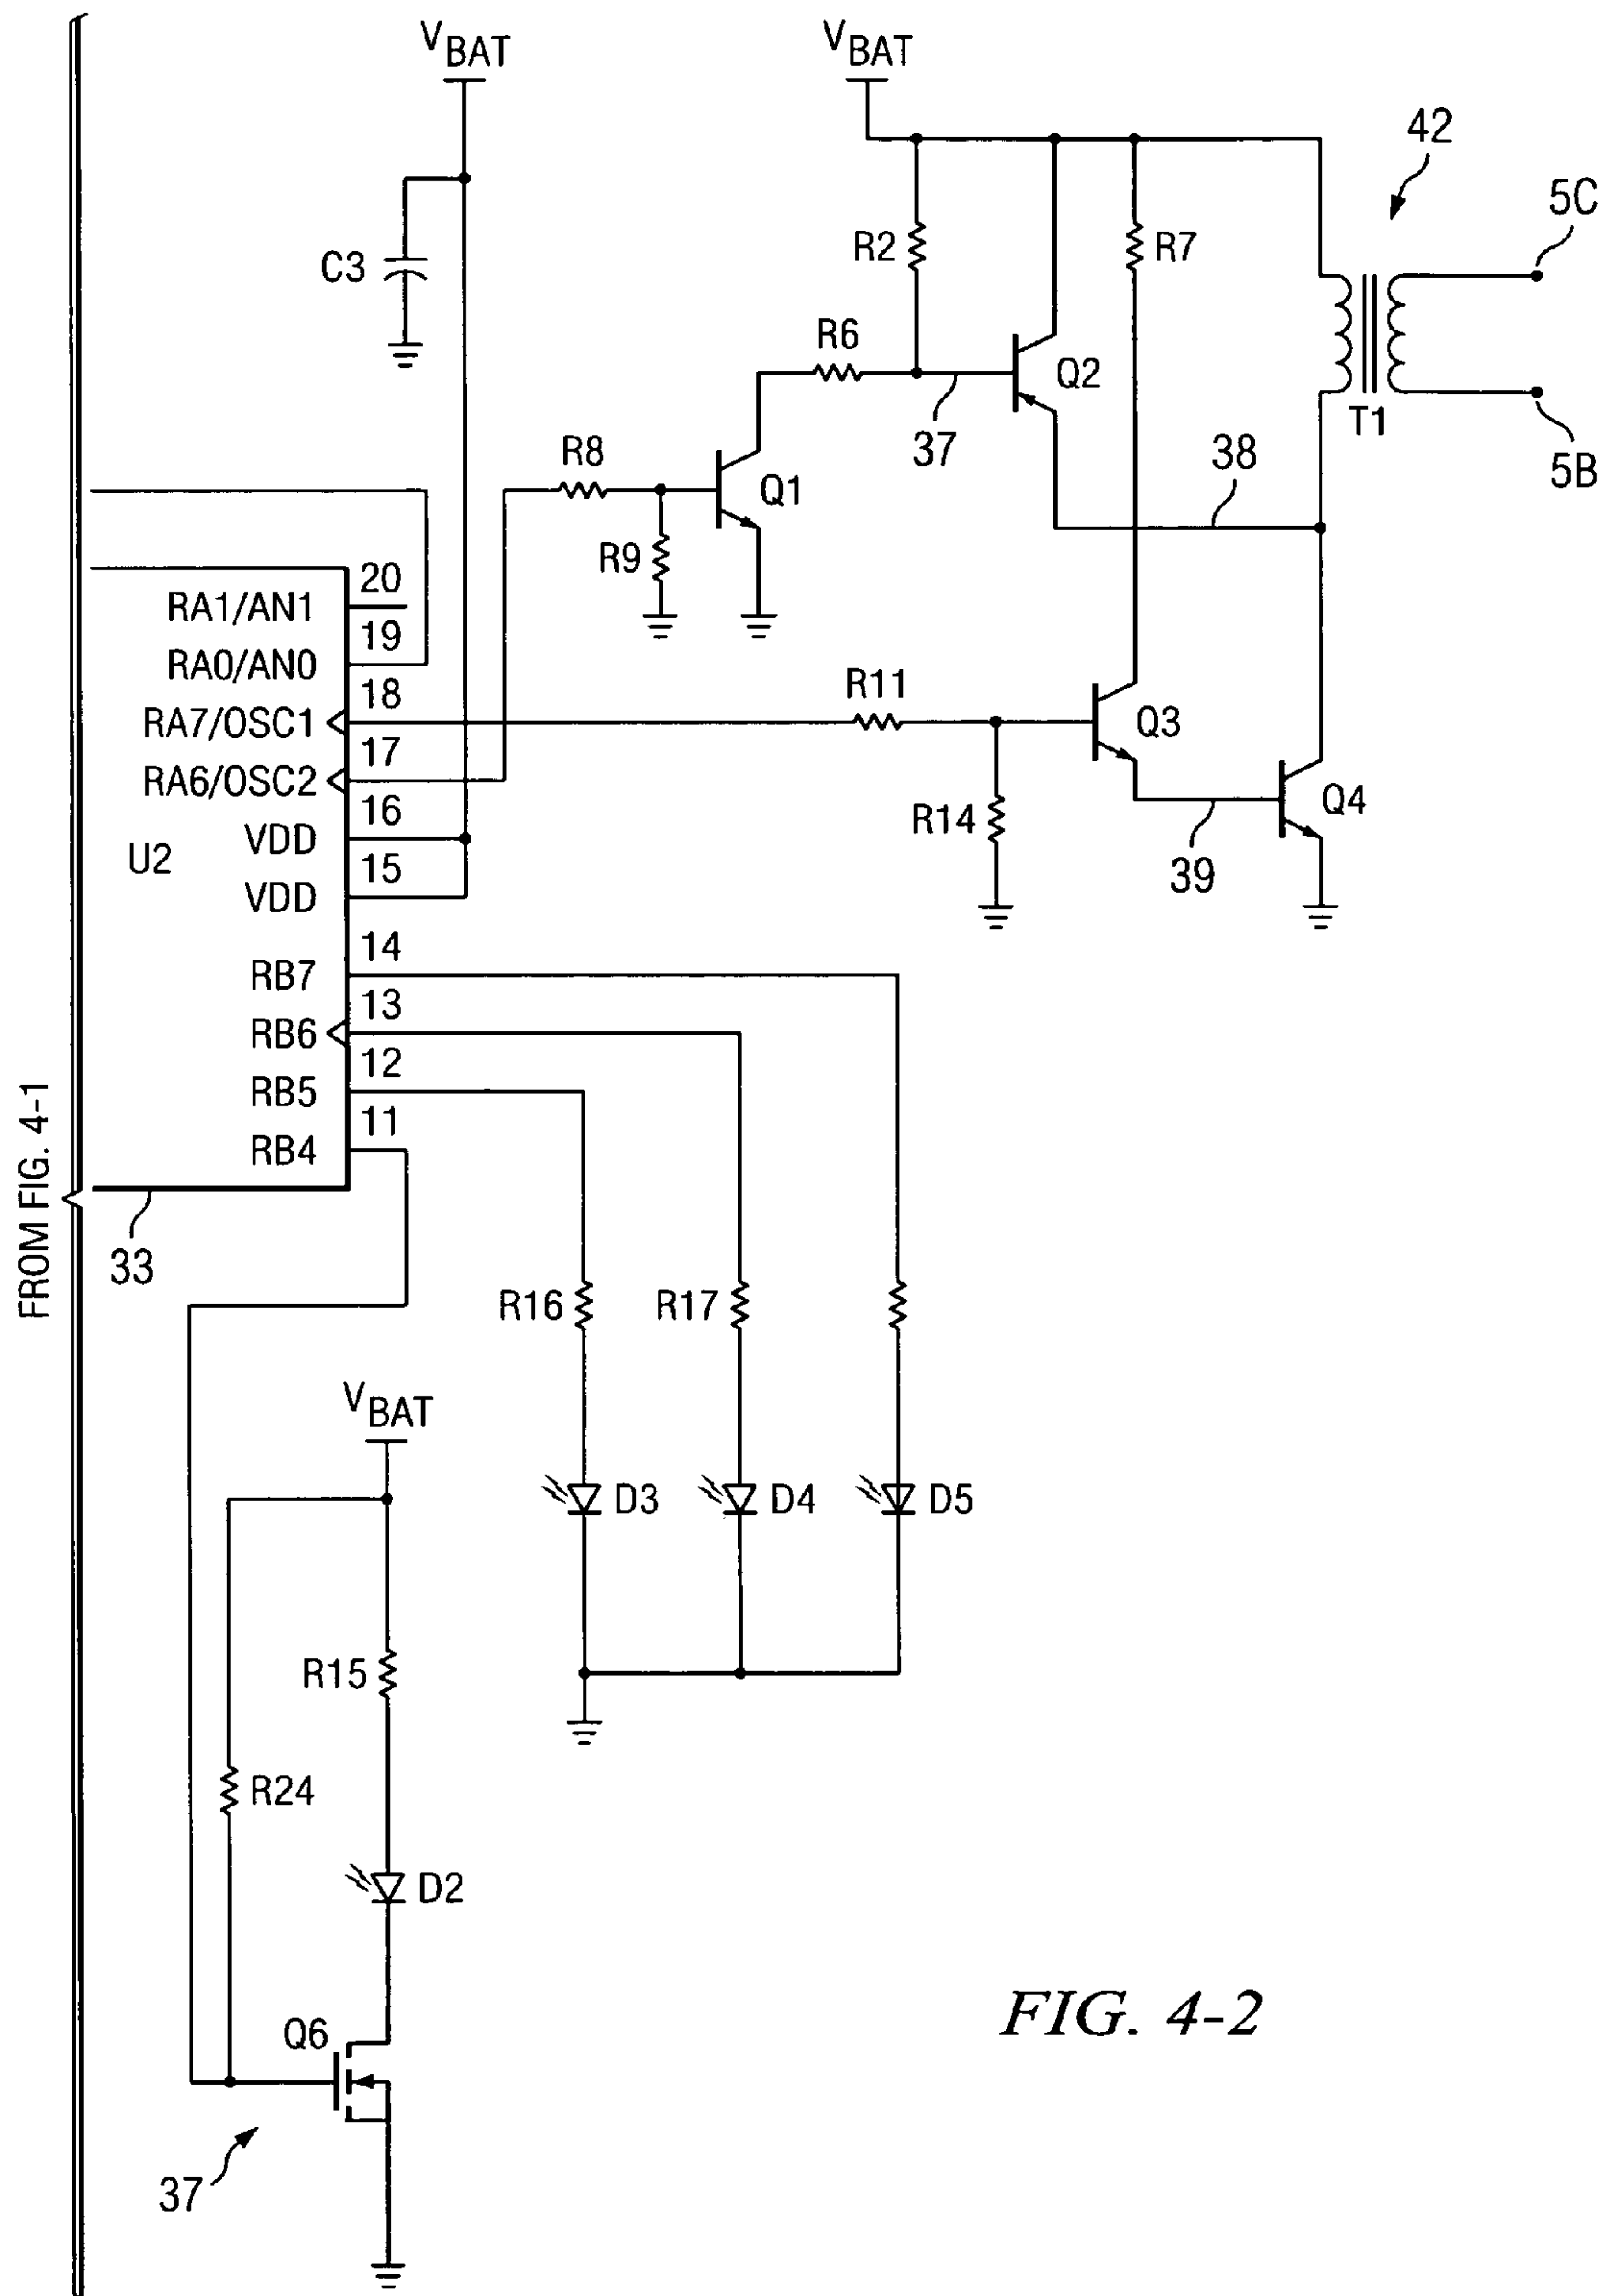 VBAT
VBAT
42
5C
R2
R7
C3
R6
Q2
T1
37
38
5B
R8
Q1
R9
20
RA1/AN1
19
RA0/AN0
18
RA7/OSC1
R11
Q3
17
RA6/OSC2
16
R14
Q4
VDD
U2
15
39
VDD
14
RB7
13
RB6
12
RB5
11
RB4
FROM FIG. 4-1
33
R16
R17
VBAT
D3
D4
D5
R15
R24
D2
Q6
FIG. 4-2
37